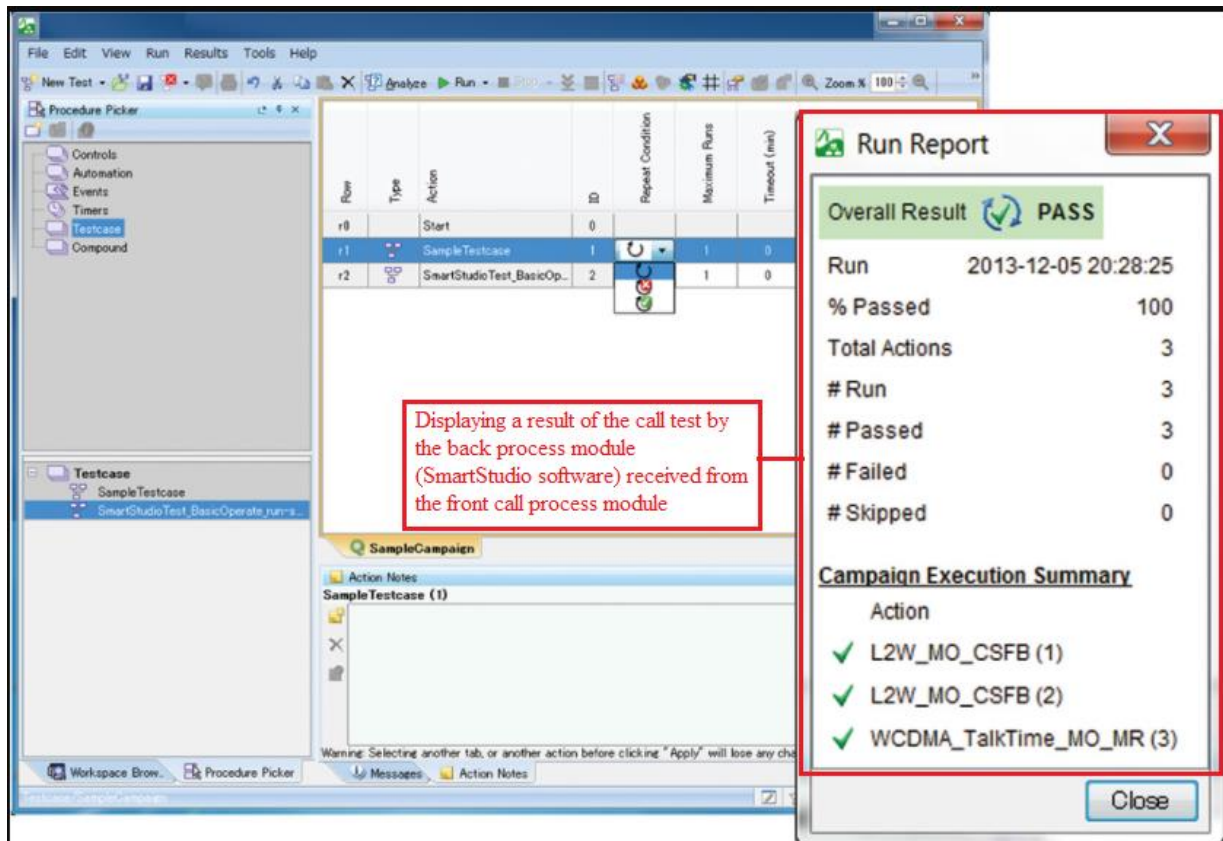 File Edit View Run Results Tools Help
New Test Analyze Run Zoom % 100
Procedure Picker
Controls
Automation
Events
Timers
Testcase
Compound
Row Type Action ID Repeat Condition Maximum Runs Timeout (min)
r0 Start 0
r1 SampleTestcase 1 1 0
r2 SmartStudioTest_BasicOp... 2 1 0
Testcase
SampleTestcase
SmartStudioTest_BasicOperate_run-s...
Displaying a result of the call test by
the back process module
(SmartStudio software) received from
the front call process module
SampleCampaign
Action Notes
SampleTestcase (1)
Warning: Selecting another tab, or another action before clicking "Apply" will lose any cha
Workspace Brow.. Procedure Picker
Messages Action Notes
Run Report
Overall Result PASS
Run 2013-12-05 20:28:25
% Passed 100
Total Actions 3
# Run 3
# Passed 3
# Failed 0
# Skipped 0
Campaign Execution Summary
Action
L2W_MO_CSFB (1)
L2W_MO_CSFB (2)
WCDMA_TalkTime_MO_MR (3)
Close